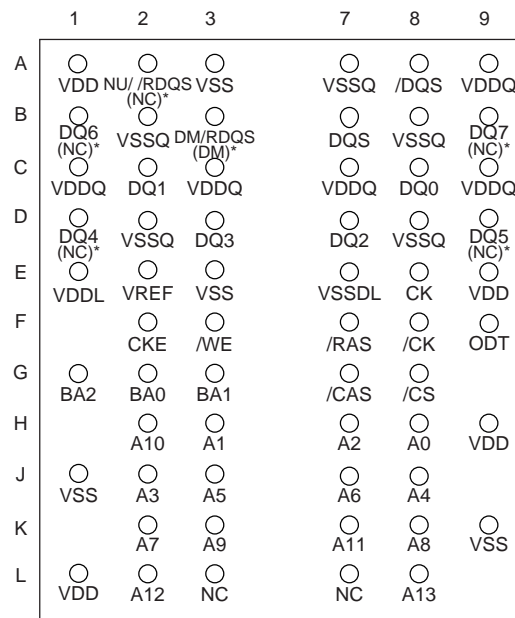 1 2 3 7 8 9
A
VDD NU/ /RDQS VSS VSSQ /DQS VDDQ
(NC)*
B
DQ6 VSSQ DM/RDQS DQS VSSQ DQ7
(NC)* (DM)* (NC)*
C
VDDQ DQ1 VDDQ VDDQ DQ0 VDDQ
D
DQ4 VSSQ DQ3 DQ2 VSSQ DQ5
(NC)* (NC)*
E
VDDL VREF VSS VSSDL CK VDD
F
CKE /WE /RAS /CK ODT
G
BA2 BA0 BA1 /CAS /CS
H
A10 A1 A2 A0 VDD
J
VSS A3 A5 A6 A4
K
A7 A9 A11 A8 VSS
L
VDD A12 NC NC A13